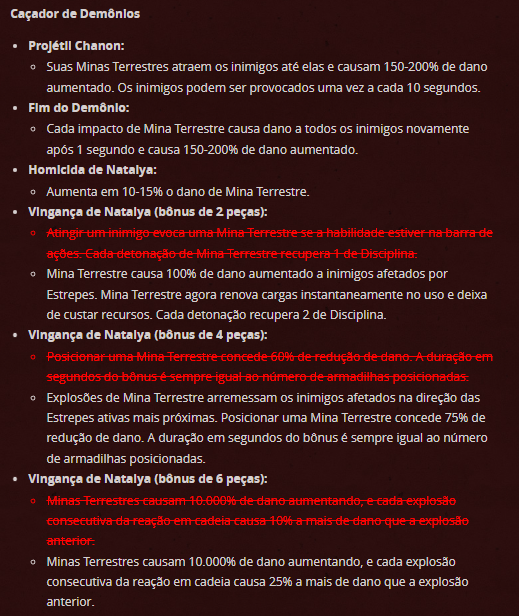 Caçador de Demônios
Projétil Chanon:
Suas Minas Terrestres atraem os inimigos até elas e causam 150-200% de dano
aumentado. Os inimigos podem ser provocados uma vez a cada 10 segundos.
Fim do Demônio:
Cada impacto de Mina Terrestre causa dano a todos os inimigos novamente
após 1 segundo e causa 150-200% de dano aumentado.
Homicida de Natalya:
Aumenta em 10-15% o dano de Mina Terrestre.
Vingança de Natalya (bônus de 2 peças):
Atingir um inimigo evoca uma Mina Terrestre se a habilidade estiver na barra de
ações. Cada detonação de Mina Terrestre recupera 1 de Disciplina.
Mina Terrestre causa 100% de dano aumentado a inimigos afetados por
Estrepes. Mina Terrestre agora renova cargas instantaneamente no uso e deixa
de custar recursos. Cada detonação recupera 2 de Disciplina.
Vingança de Natalya (bônus de 4 peças):
Posicionar uma Mina Terrestre concede 60% de redução de dano. A duração em
segundos do bônus é sempre igual ao número de armadilhas posicionadas.
Explosões de Mina Terrestre arremessam os inimigos afetados na direção das
Estrepes ativas mais próximas. Posicionar uma Mina Terrestre concede 75% de
redução de dano. A duração em segundos do bônus é sempre igual ao número
de armadilhas posicionadas.
Vingança de Natalya (bônus de 6 peças):
Minas Terrestres causam 10.000% de dano aumentando, e cada explosão
consecutiva da reação em cadeia causa 10% a mais de dano que a explosão
anterior.
Minas Terrestres causam 10.000% de dano aumentando, e cada explosão
consecutiva da reação em cadeia causa 25% a mais de dano que a explosão
anterior.